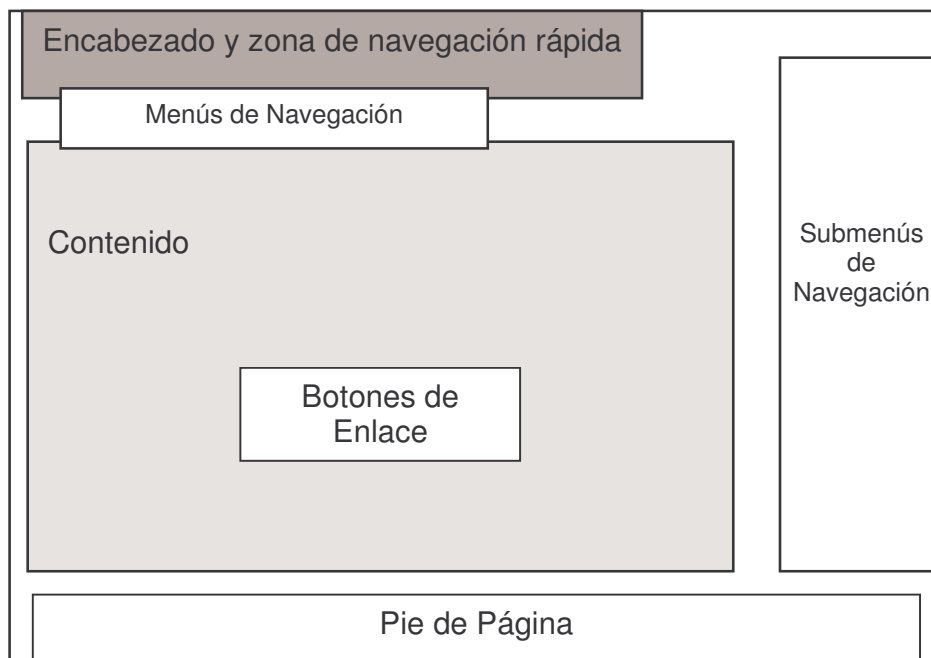 Encabezado y zona de navegación rápida
Menús de Navegación
Contenido
Submenús
de
Navegación
Botones de
Enlace
Pie de Página